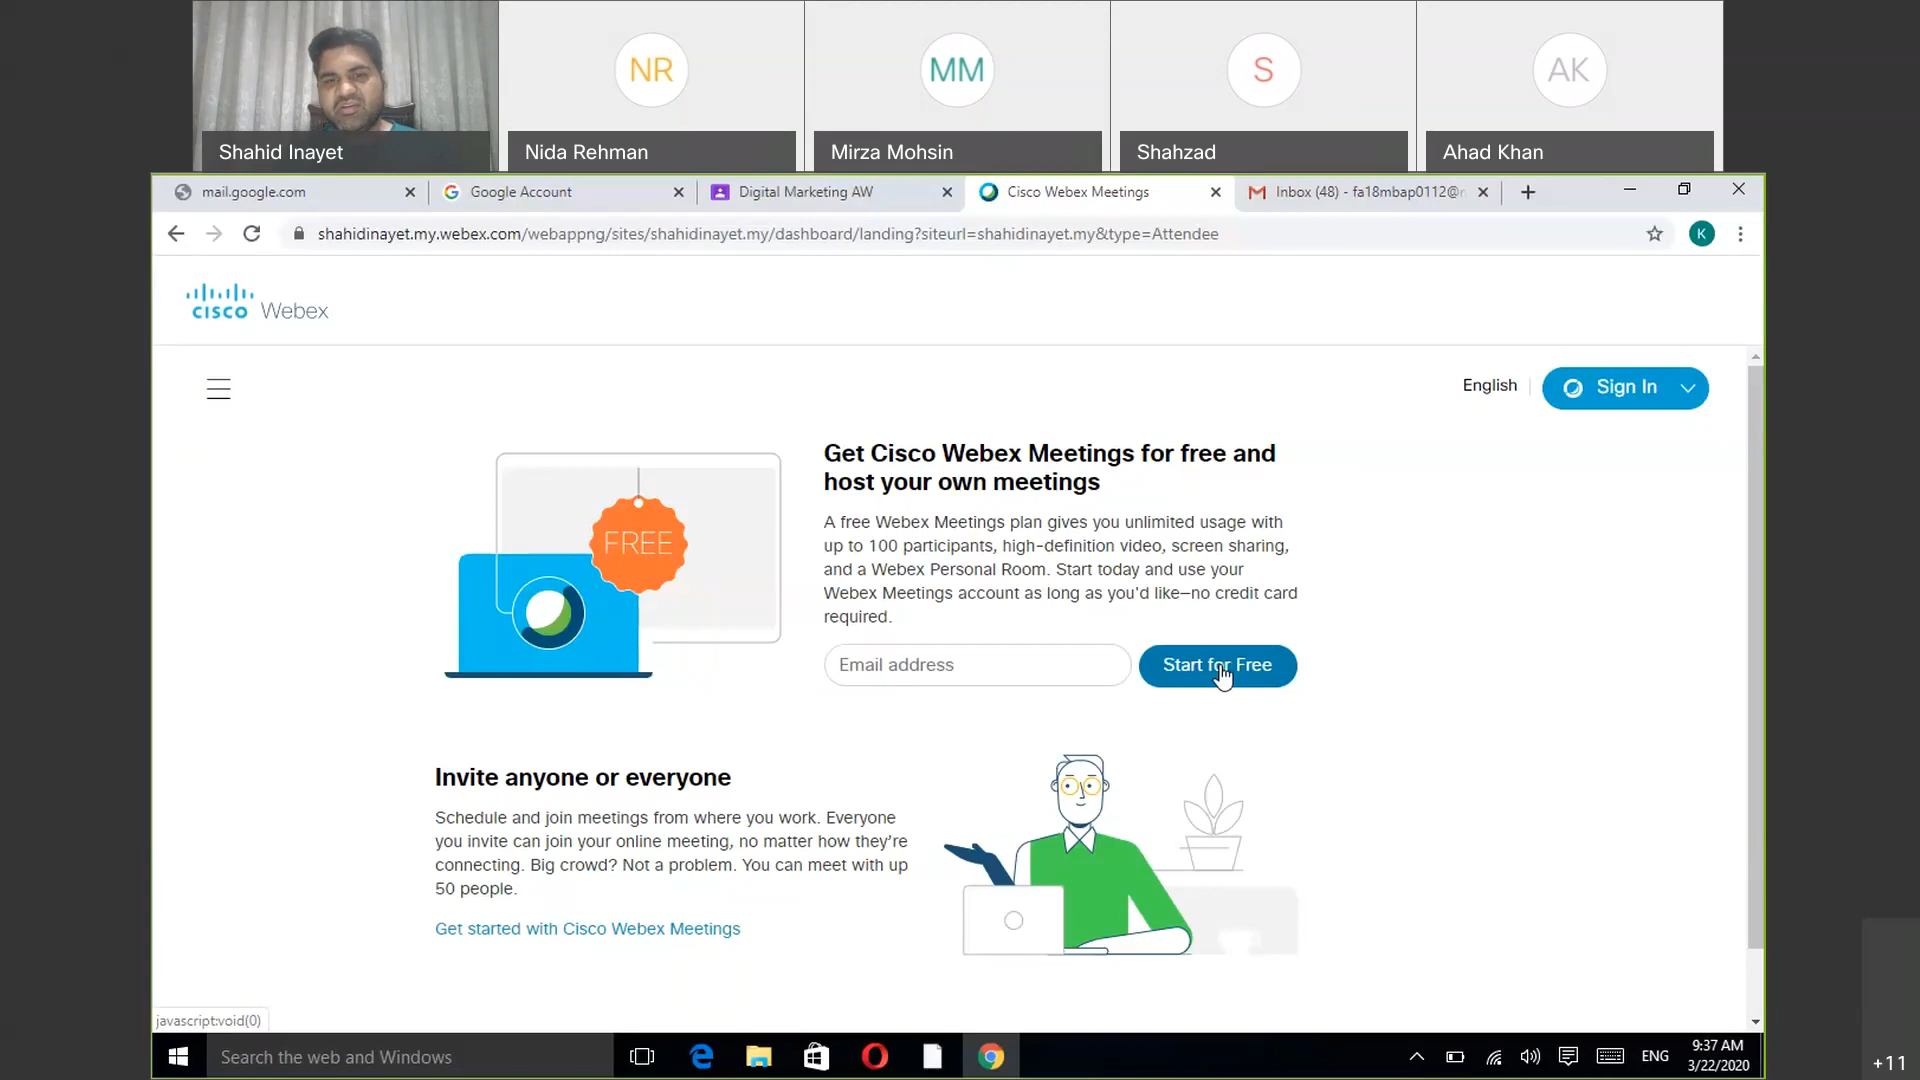 NR
MM
S
AK
Shahid Inayet
Nida Rehman
Mirza Mohsin
Shahzad
Ahad Khan
mail.google.com
Google Account
Digital Marketing AW
Cisco Webex Meetings
Inbox (48) - fa18mbap0112@
shahidinayet.my.webex.com/webappng/sites/shahidinayet.my/dashboard/landing?siteurl=shahidinayet.my&type=Attendee
K
CISCO Webex
English
Sign In
Get Cisco Webex Meetings for free and
host your own meetings
A free Webex Meetings plan gives you unlimited usage with
up to 100 participants, high-definition video, screen sharing,
and a Webex Personal Room. Start today and use your
Webex Meetings account as long as you'd like—no credit card
required.
FREE
Email address
Start for Free
Invite anyone or everyone
Schedule and join meetings from where you work. Everyone
you invite can join your online meeting, no matter how they're
connecting. Big crowd? Not a problem. You can meet with up
50 people.
Get started with Cisco Webex Meetings
javascript:void(0)
Search the web and Windows
ENG
9:37 AM
3/22/2020
+11